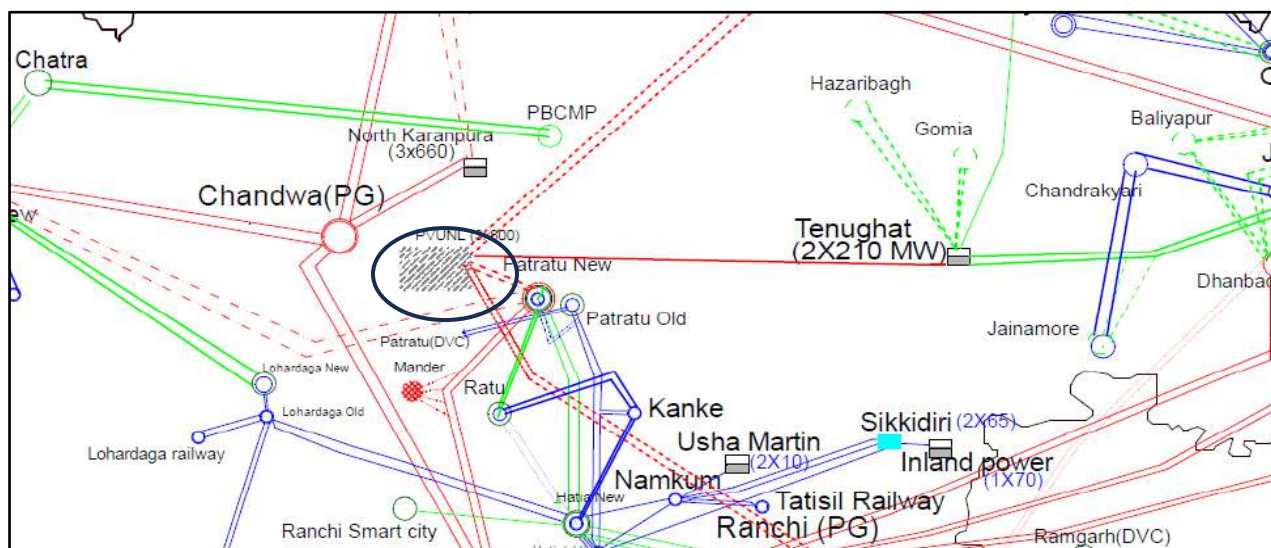 Chatra
PBCMP
North Karanpura
(3x660)
Hazaribagh
Gomia
Baliyapur
Chandwa(PG)
Chandrakyari
ew
Tenughat
(2X210 MW)
Patratu New
Dhanbad
Patratu Old
Jainamore
Patratu(DVC)
Mander
Lohardaga New
Ratu
Lohardaga Old
Kanke
Sikkidiri (2X65)
Lohardaga railway
Usha Martin
(2X10)
Inland power
(1X70)
Namkum
Hatia New
Tatisil Railway
Ranchi Smart city
Ranchi (PG)
Ramgarh(DVC)